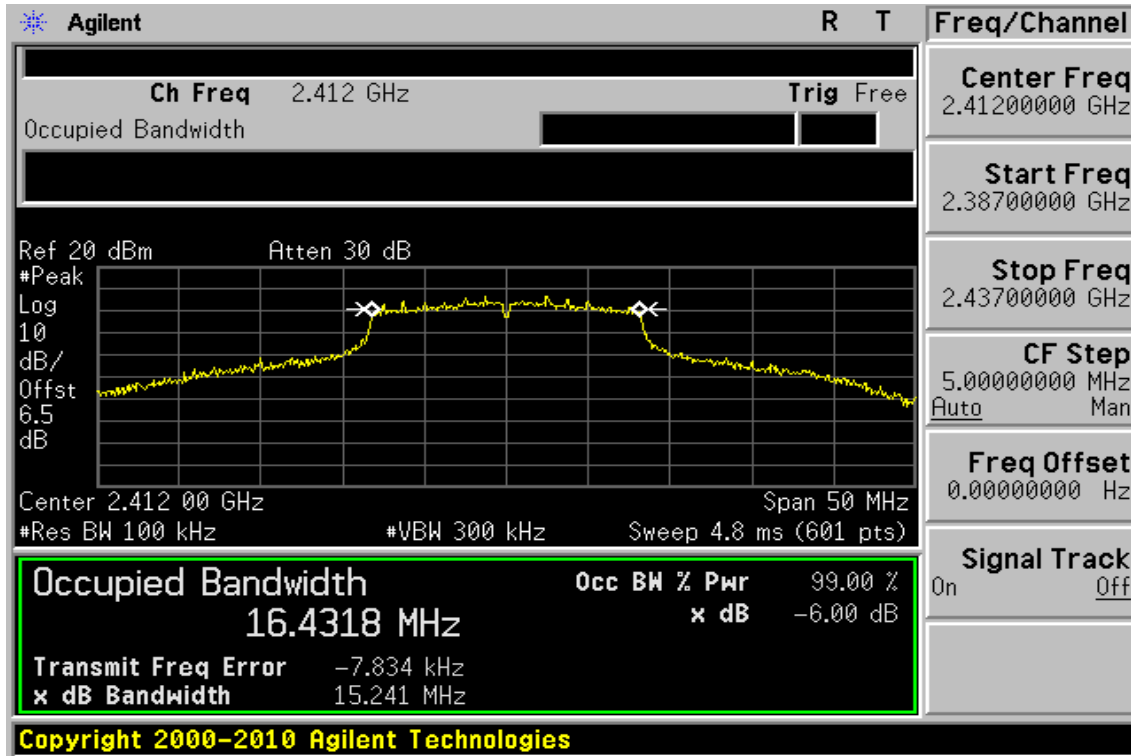 Agilent R T
Freq/Channel
Ch Freq 2.412 GHz Trig Free
Occupied Bandwidth
Center Freq
2.41200000 GHz
Start Freq
2.38700000 GHz
Stop Freq
2.43700000 GHz
CF Step
5.00000000 MHz
Auto Man
Freq Offset
0.00000000 Hz
Signal Track
On Off
Ref 20 dBm Atten 30 dB
#Peak
Log
10
dB/
Offst
6.5
dB
Center 2.412 00 GHz Span 50 MHz
#Res BW 100 kHz #VBW 300 kHz Sweep 4.8 ms (601 pts)
Occupied Bandwidth Occ BW % Pwr 99.00 %
16.4318 MHz x dB -6.00 dB
Transmit Freq Error -7.834 kHz
x dB Bandwidth 15.241 MHz
Copyright 2000-2010 Agilent Technologies